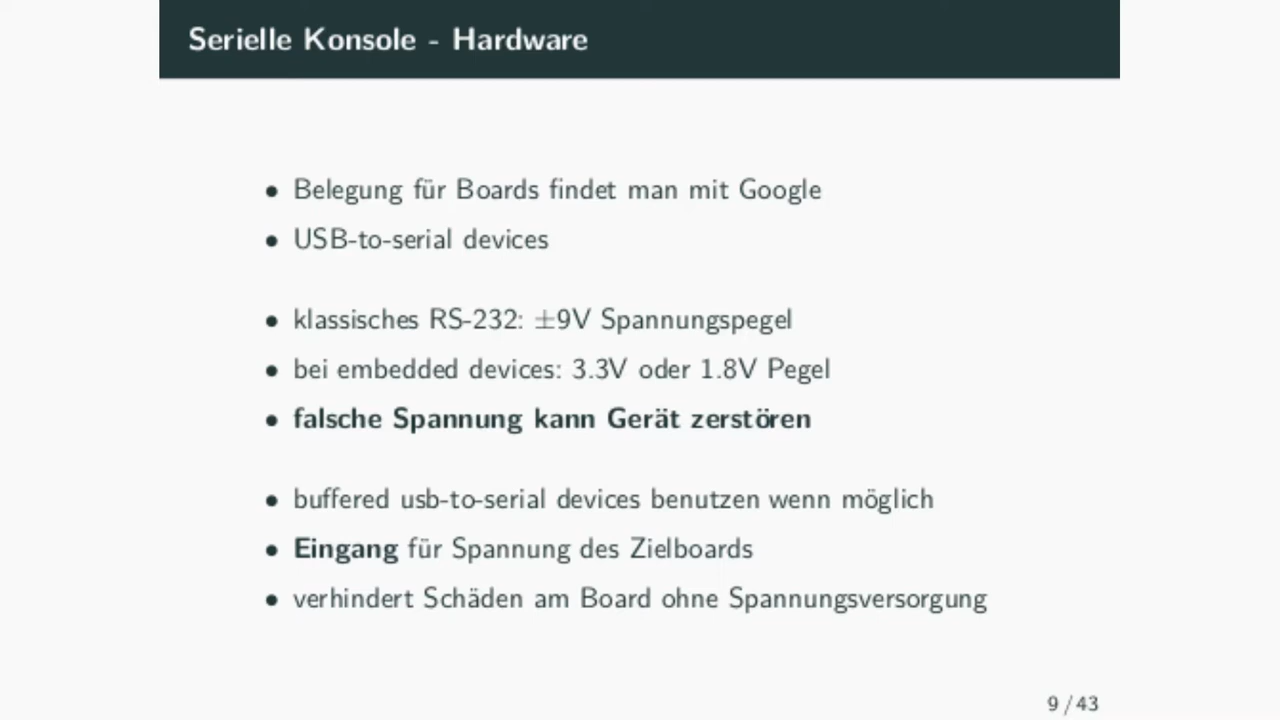 Serielle Konsole - Hardware
• Belegung für Boards findet man mit Google
• USB-to-serial devices
• klassisches RS-232: ±9V Spannungspegel
• bei embedded devices: 3.3V oder 1.8V Pegel
• falsche Spannung kann Gerät zerstören
• buffered usb-to-serial devices benutzen wenn möglich
• Eingang für Spannung des Zielboards
• verhindert Schäden am Board ohne Spannungsversorgung
9 / 43